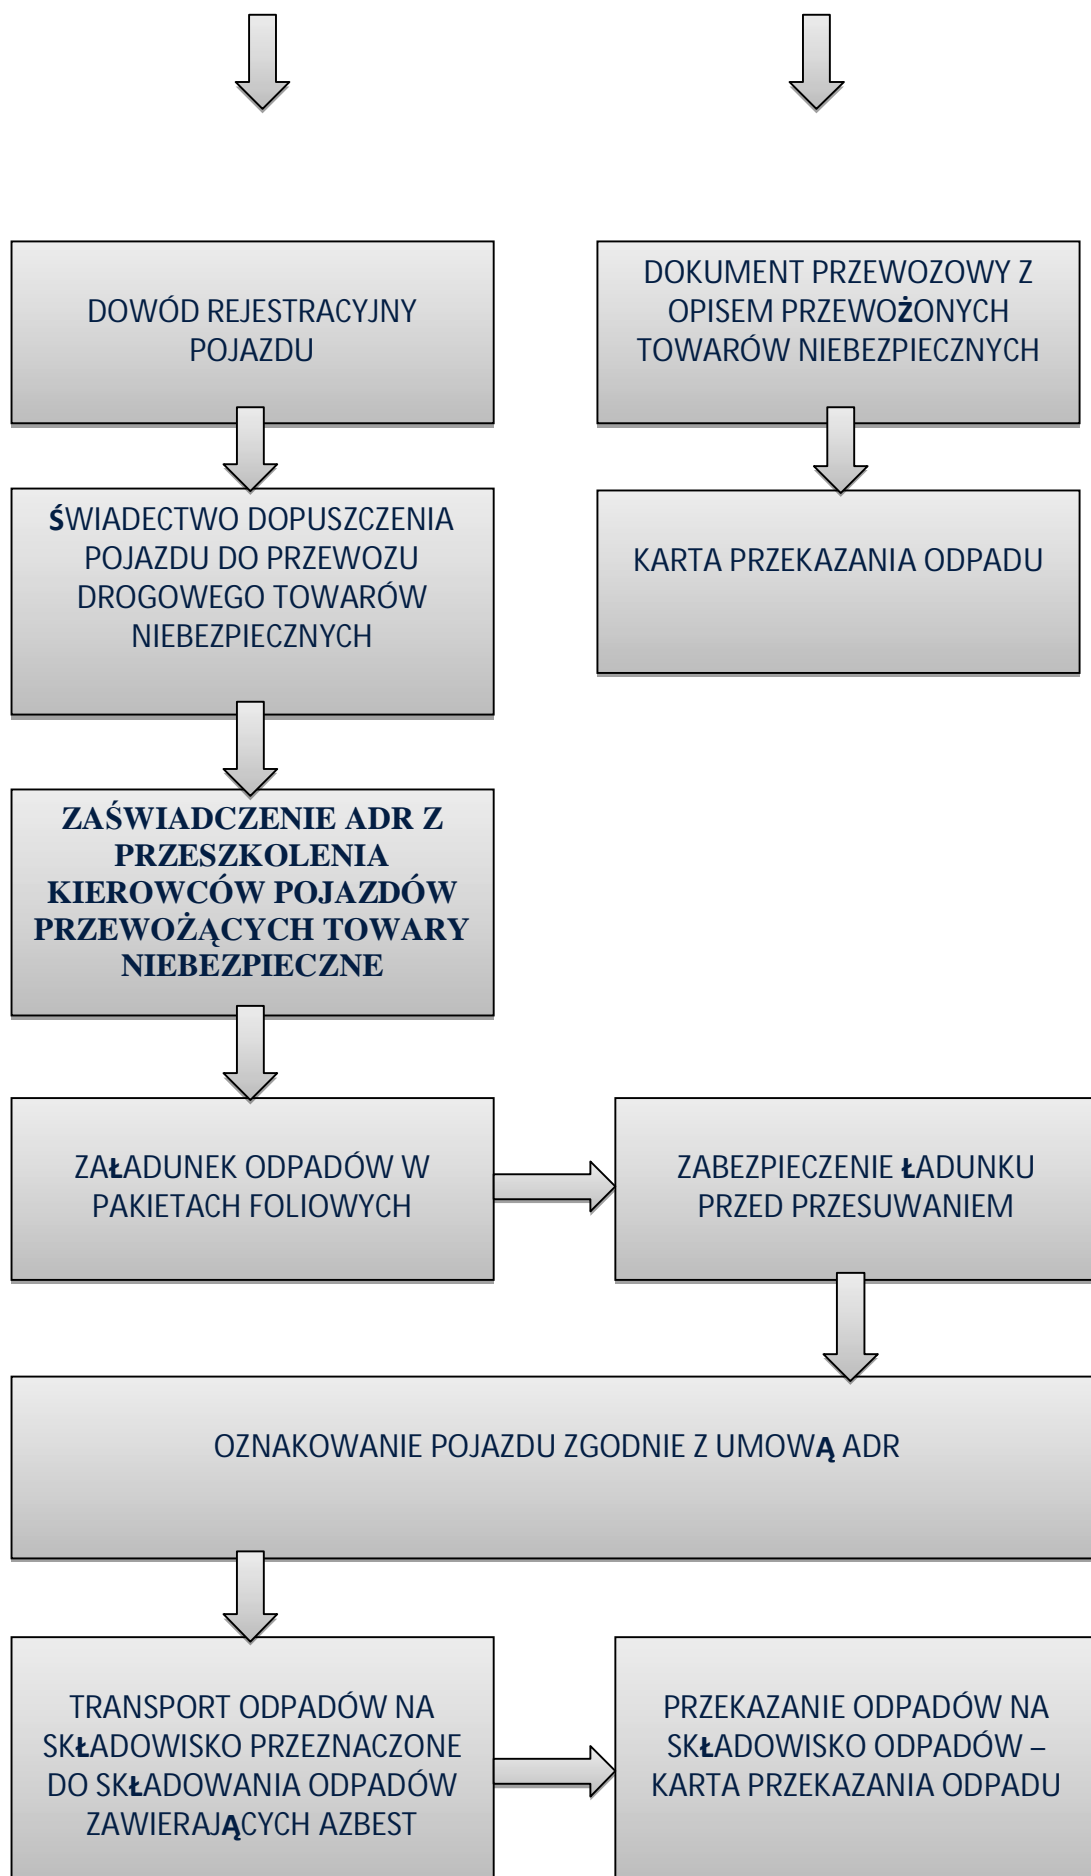 DOWÓD REJESTRACYJNY
POJAZDU
DOKUMENT PRZEWOZOWY Z
OPISEM PRZEWOŻONYCH
TOWARÓW NIEBEZPIECZNYCH
ŚWIADECTWO DOPUSZCZENIA
POJAZDU DO PRZEWOZU
DROGOWEGO TOWARÓW
NIEBEZPIECZNYCH
KARTA PRZEKAZANIA ODPADU
ZAŚWIADCZENIE ADR Z
PRZESZKOLENIA
KIEROWCÓW POJAZDÓW
PRZEWOŻĄCYCH TOWARY
NIEBEZPIECZNE
ZAŁADUNEK ODPADÓW W
PAKIETACH FOLIOWYCH
ZABEZPIECZENIE ŁADUNKU
PRZED PRZESUWANIEM
OZNAKOWANIE POJAZDU ZGODNIE Z UMOWĄ ADR
TRANSPORT ODPADÓW NA
SKŁADOWISKO PRZEZNACZONE
DO SKŁADOWANIA ODPADÓW
ZAWIERAJĄCYCH AZBEST
PRZEKAZANIE ODPADÓW NA
SKŁADOWISKO ODPADÓW –
KARTA PRZEKAZANIA ODPADU